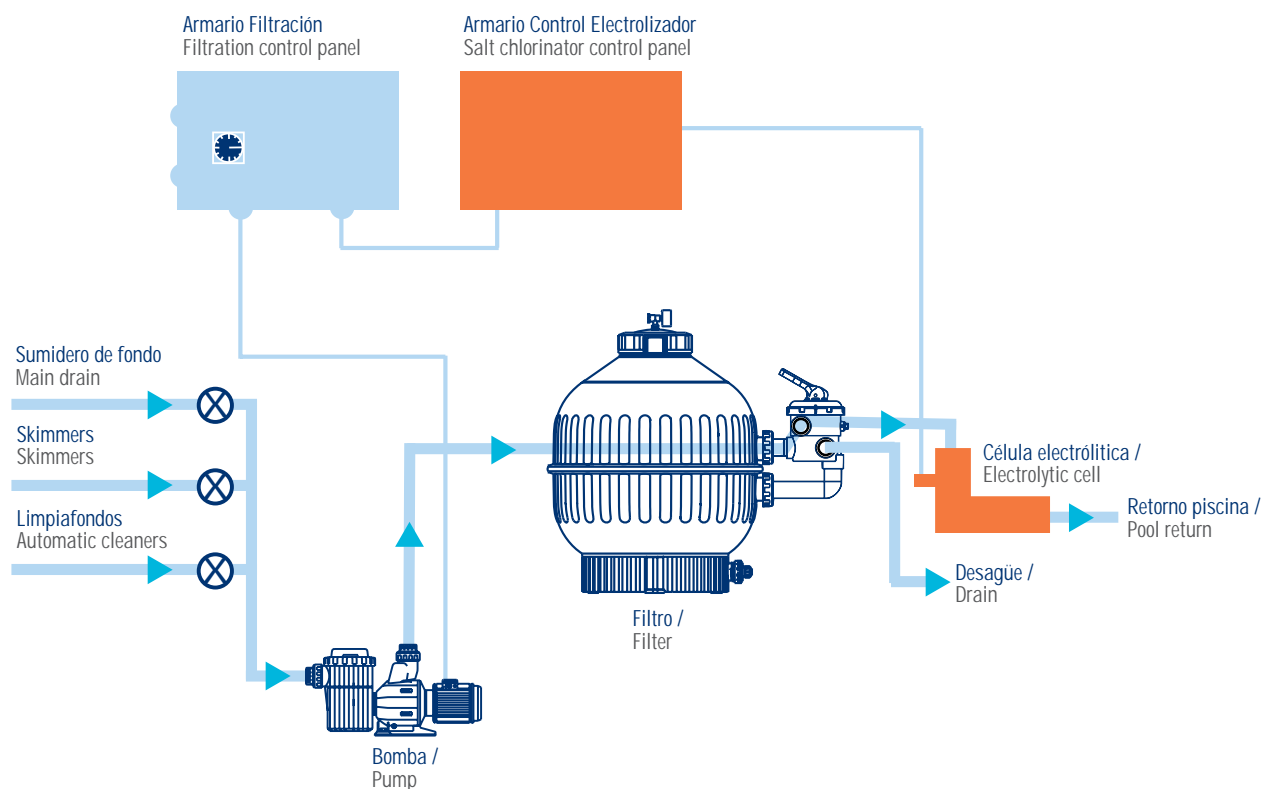 Armario Filtración
Filtration control panel
Armario Control Electrolizador
Salt chlorinator control panel
Sumidero de fondo
Main drain
Skimmers
Skimmers
Limpiafondos
Automatic cleaners
Célula electrólitica /
Electrolytic cell
Retorno piscina /
Pool return
Desagüe /
Drain
Filtro /
Filter
Bomba /
Pump